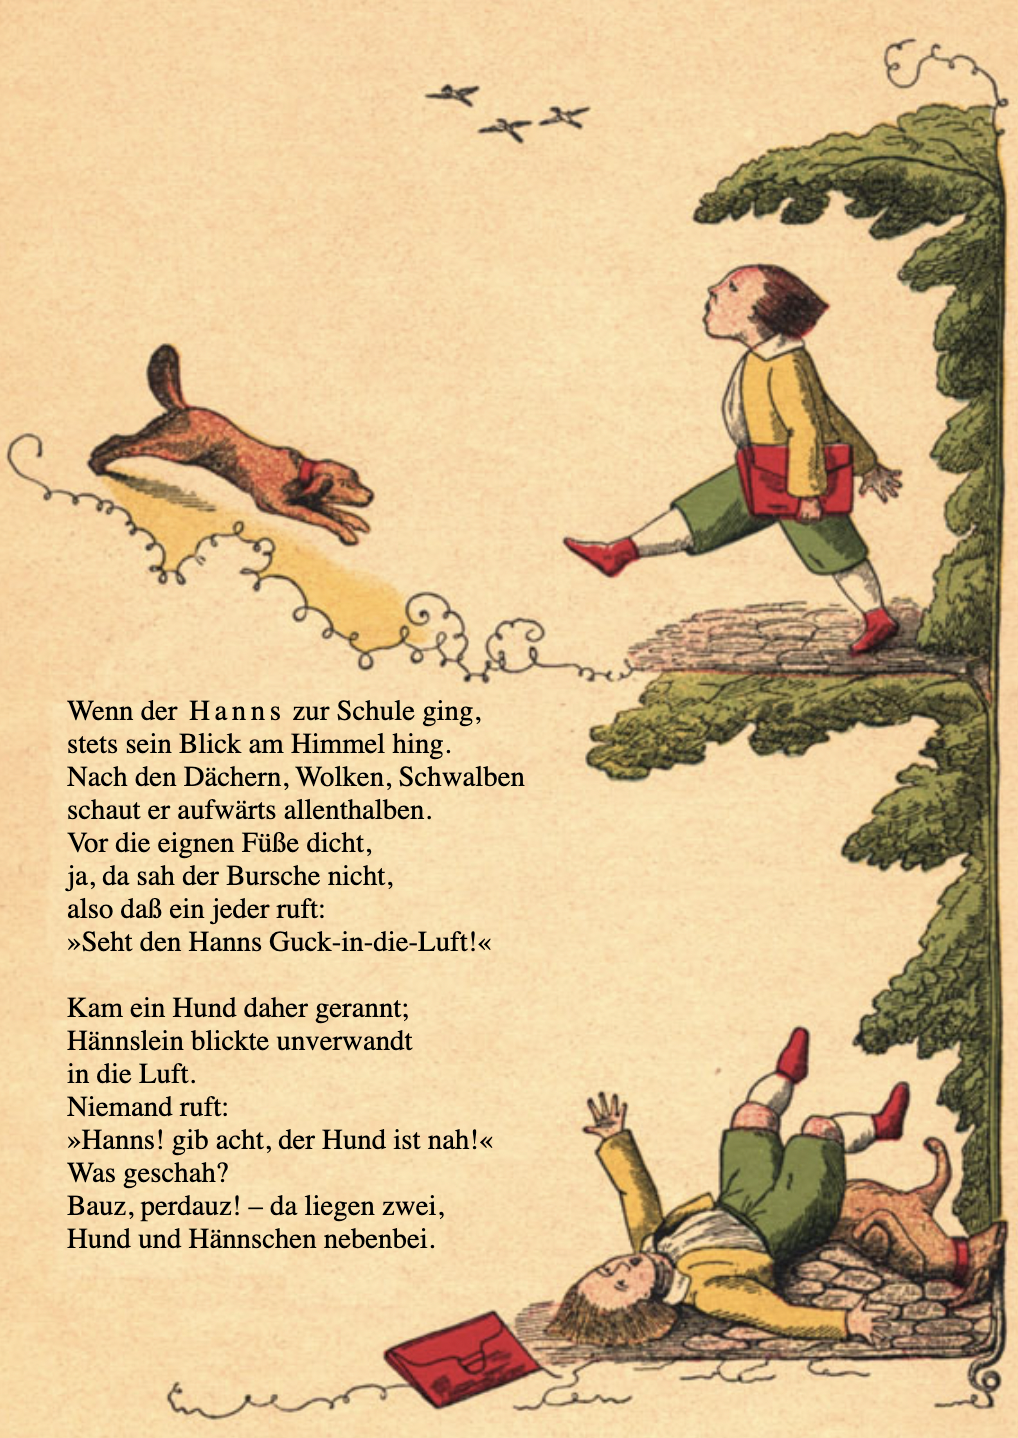 Wenn der Hanns zur Schule ging,
stets sein Blick am Himmel hing.
Nach den Dächern, Wolken, Schwalben
schaut er aufwärts allenthalben.
Vor die eignen Füße dicht,
ja, da sah der Bursche nicht,
also daß ein jeder ruft:
»Seht den Hanns Guck-in-die-Luft!«

Kam ein Hund daher gerannt;
Hännslein blickte unverwandt
in die Luft.
Niemand ruft:
»Hanns! gib acht, der Hund ist nah!«
Was geschah?
Bauz, perdauz! – da liegen zwei,
Hund und Hännschen nebenbei.